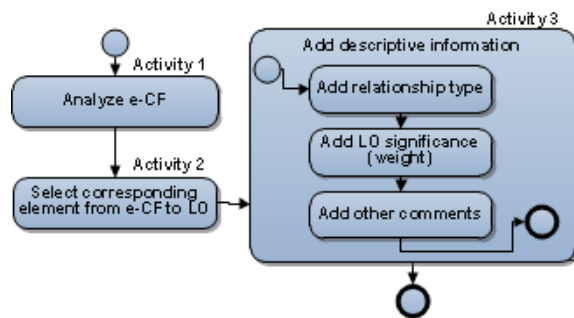 Activity 1
Analyze e-CF
Activity 2
Select corresponding
element from e-CF to LO
Activity 3
Add descriptive information
Add relationship type
Add LO significance
(weight)
Add other comments